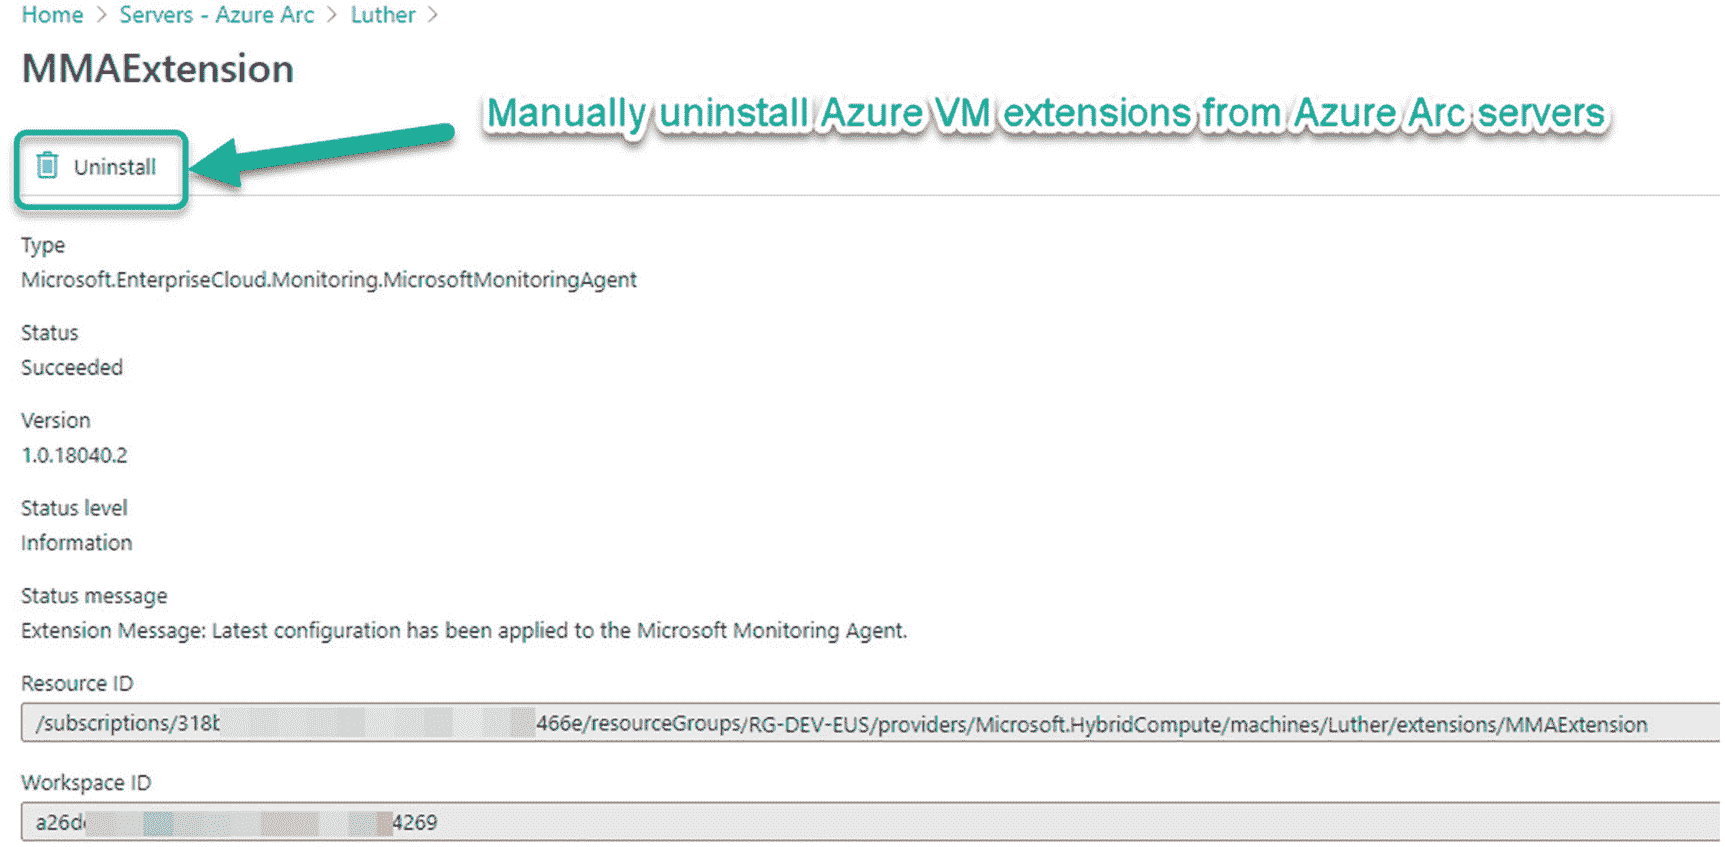 Home > Servers - Azure Arc > Luther >
MMAExtension
Manually uninstall Azure VM extensions from Azure Arc servers
Uninstall
Type
Microsoft.EnterpriseCloud.Monitoring.MicrosoftMonitoringAgent
Status
Succeeded
Version
1.0.18040.2
Status level
Information
Status message
Extension Message: Latest configuration has been applied to the Microsoft Monitoring Agent.
Resource ID
/subscriptions/318b 466e/resourceGroups/RG-DEV-EUS/providers/Microsoft.HybridCompute/machines/Luther/extensions/MMAExtension
Workspace ID
a26d 4269